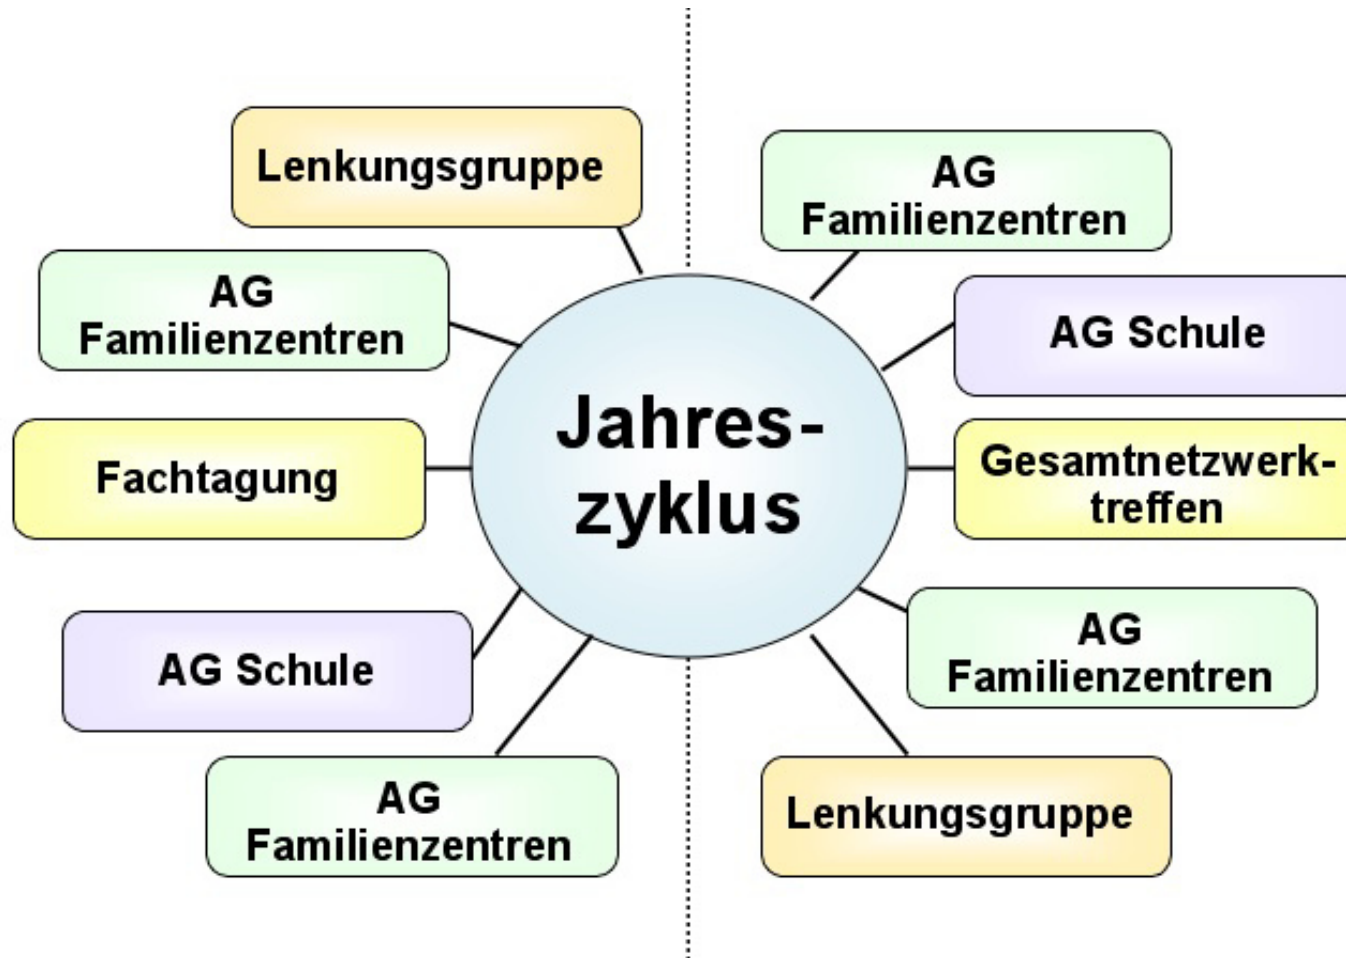 Lenkungsgruppe
AG
Familienzentren
AG
Familienzentren
AG Schule
Jahres-
zyklus
Fachtagung
Gesamtnetzwerk-
treffen
AG Schule
AG
Familienzentren
AG
Familienzentren
Lenkungsgruppe